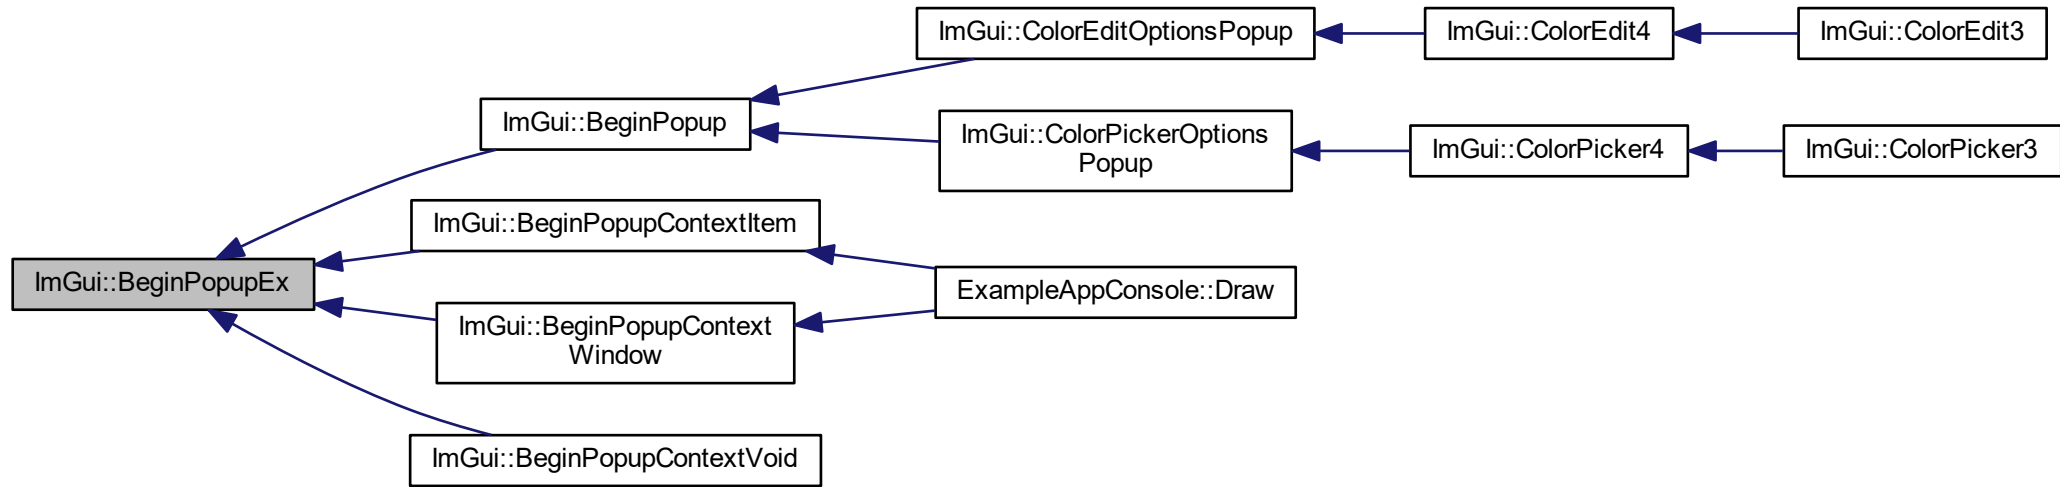 ImGui::ColorEditOptionsPopup
ImGui::ColorEdit4
ImGui::ColorEdit3
ImGui::BeginPopup
ImGui::ColorPickerOptions
Popup
ImGui::ColorPicker4
ImGui::ColorPicker3
ImGui::BeginPopupContextItem
ImGui::BeginPopupEx
ExampleAppConsole::Draw
ImGui::BeginPopupContext
Window
ImGui::BeginPopupContextVoid